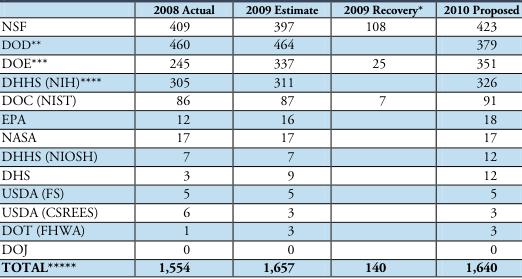 2008 Actual 2009 Estimate 2009 Recovery* 2010 Proposed
NSF 409 397 108 423
DOD** 460 464 379
DOE*** 245 337 25 351
DHHS (NIH)**** 305 311 326
DOC (NIST) 86 87 7 91
EPA 12 16 18
NASA 17 17 17
DHHS (NIOSH) 7 7 12
DHS 3 9 12
USDA (FS) 5 5 5
USDA (CSREES) 6 3 3
DOT (FHWA) 1 3 3
DOJ 0 0 0
TOTAL***** 1,554 1,657 140 1,640